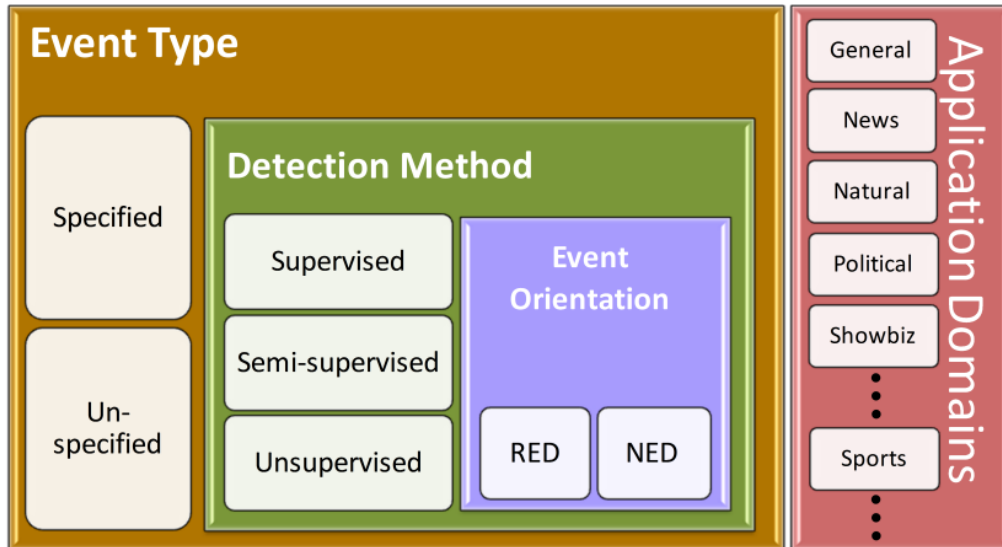 Event Type
Specified
Un-
specified
Detection Method
Supervised
Semi-supervised
Unsupervised
Event
Orientation
RED
NED
Application Domains
General
News
Natural
Political
Showbiz
Sports